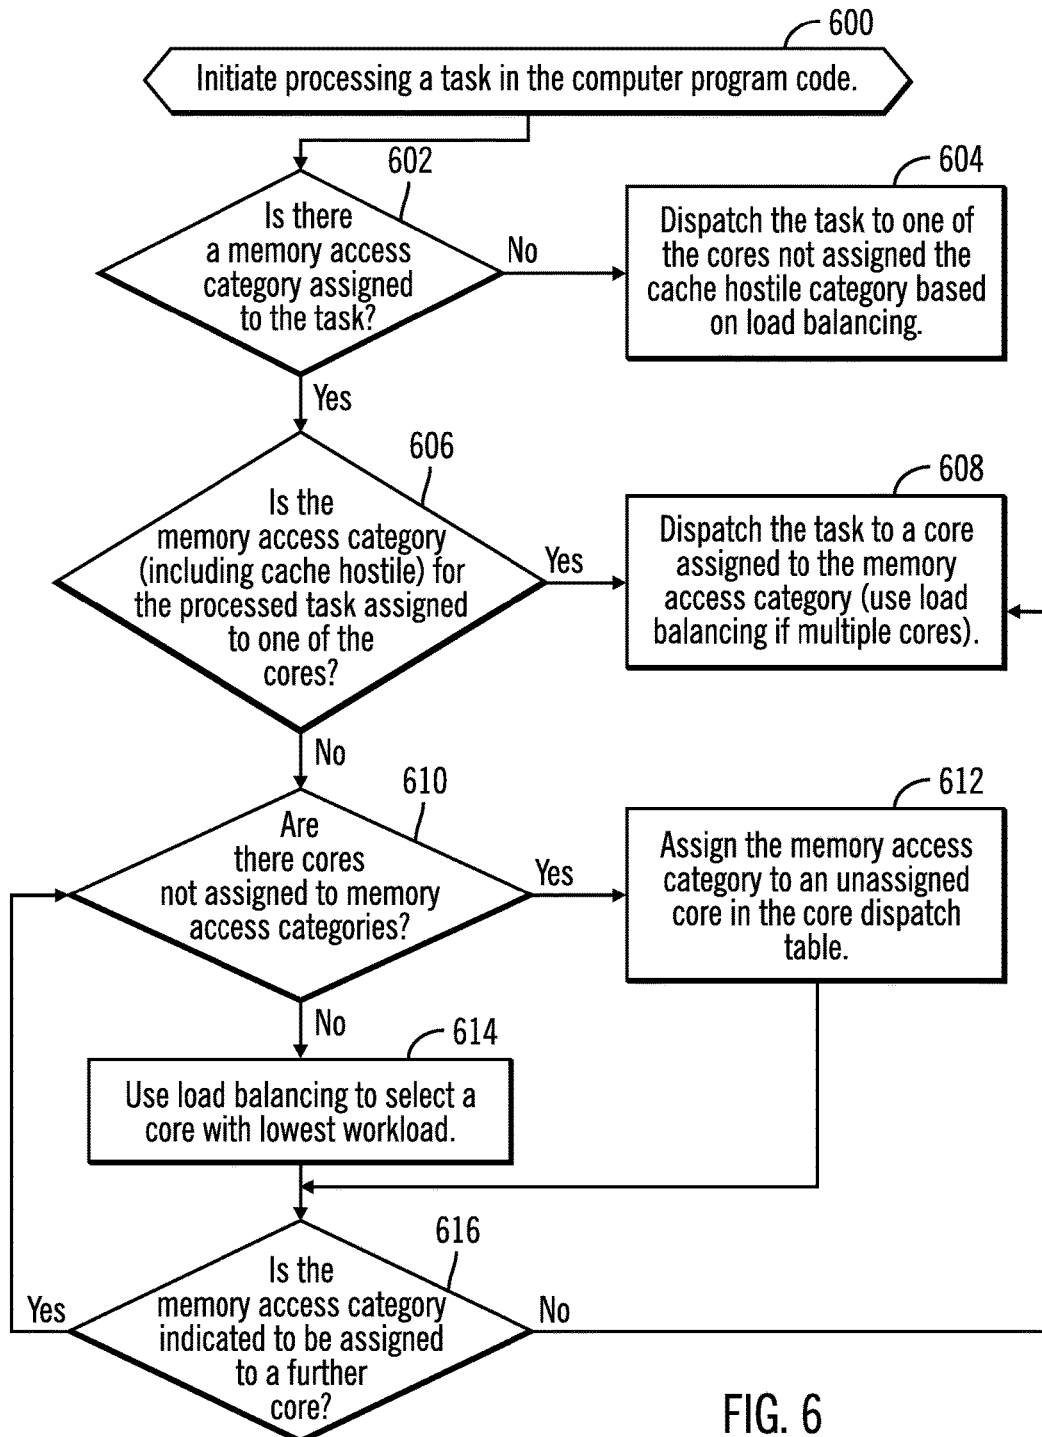 600
Initiate processing a task in the computer program code.
602
Is there
a memory access
category assigned
to the task?
No
604
Dispatch the task to one of
the cores not assigned the
cache hostile category based
on load balancing.
Yes
606
Is the
memory access category
(including cache hostile) for
the processed task assigned
to one of the
cores?
Yes
608
Dispatch the task to a core
assigned to the memory
access category (use load
balancing if multiple cores).
No
610
Are
there cores
not assigned to memory
access categories?
Yes
612
Assign the memory access
category to an unassigned
core in the core dispatch
table.
No
614
Use load balancing to select a
core with lowest workload.
616
Is the
memory access category
indicated to be assigned
to a further
core?
Yes
No
FIG. 6